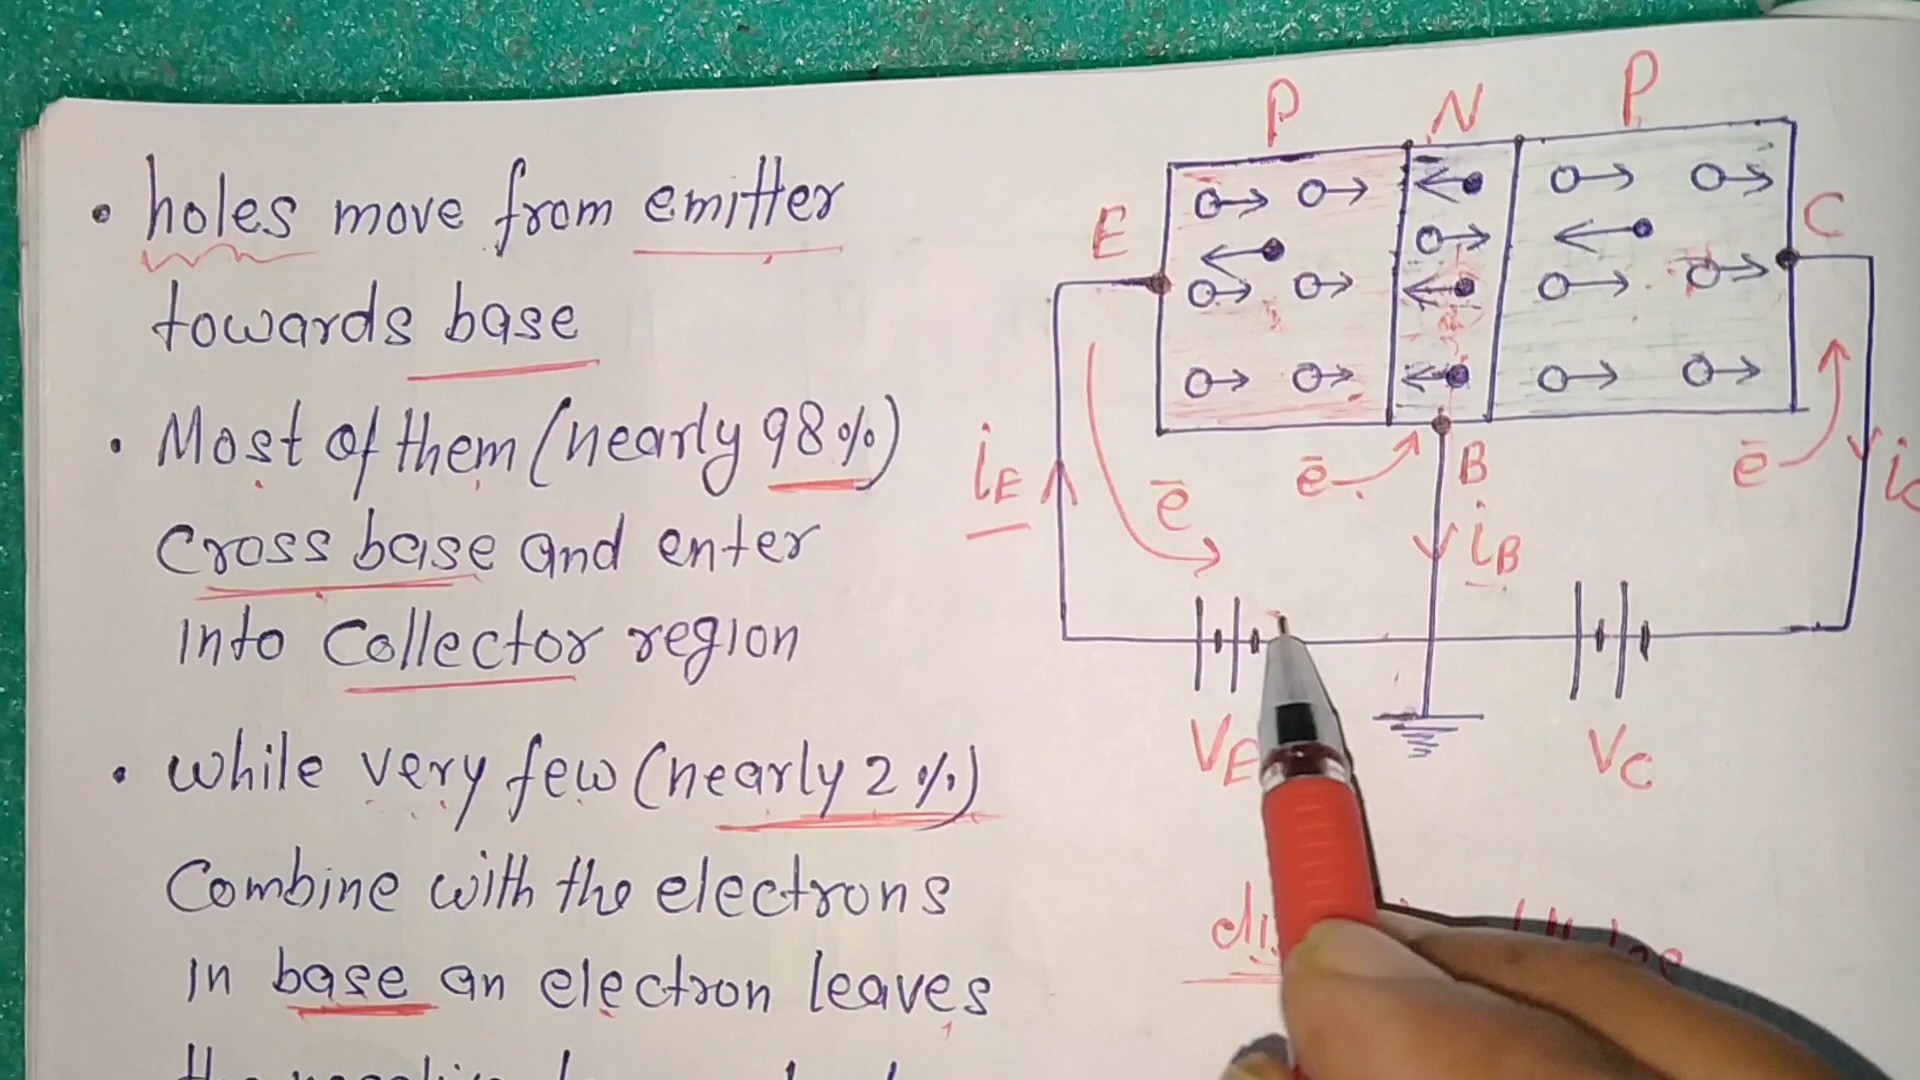 • holes move from emitter
towards base
• Most of them (nearly 98%)
Cross base and enter
into Collector region
• while very few (nearly 2%)
Combine with the electrons
in base an electron leaves
P N P
E
C
B
iE
ē
ē
ē
iC
iB
VE
VC